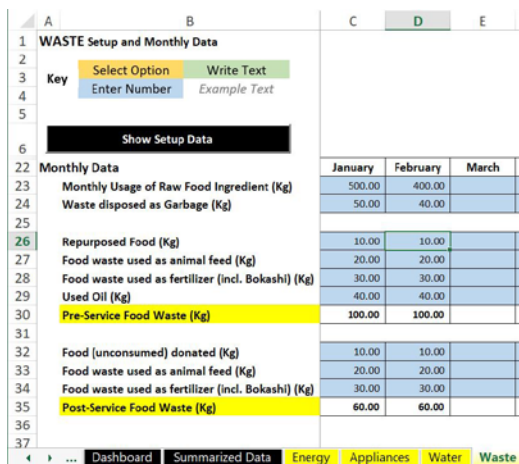 A B C D E
1 WASTE Setup and Monthly Data
2
Select Option Write Text
3 Key
Enter Number Example Text
4
5
6 Show Setup Data
22 Monthly Data January February March
23 Monthly Usage of Raw Food Ingredient (Kg) 500.00 400.00
24 Waste disposed as Garbage (Kg) 50.00 40.00
25
26 Repurposed Food (Kg) 10.00 10.00
27 Food waste used as animal feed (Kg) 20.00 20.00
28 Food waste used as fertilizer (incl. Bokashi) (Kg) 30.00 30.00
29 Used Oil (Kg) 40.00 40.00
30 Pre-Service Food Waste (Kg) 100.00 100.00
31
32 Food (unconsumed) donated (Kg) 10.00 10.00
33 Food waste used as animal feed (Kg) 20.00 20.00
34 Food waste used as fertilizer (incl. Bokashi) (Kg) 30.00 30.00
35 Post-Service Food Waste (Kg) 60.00 60.00
36
37
... Dashboard Summarized Data Energy Appliances Water Waste